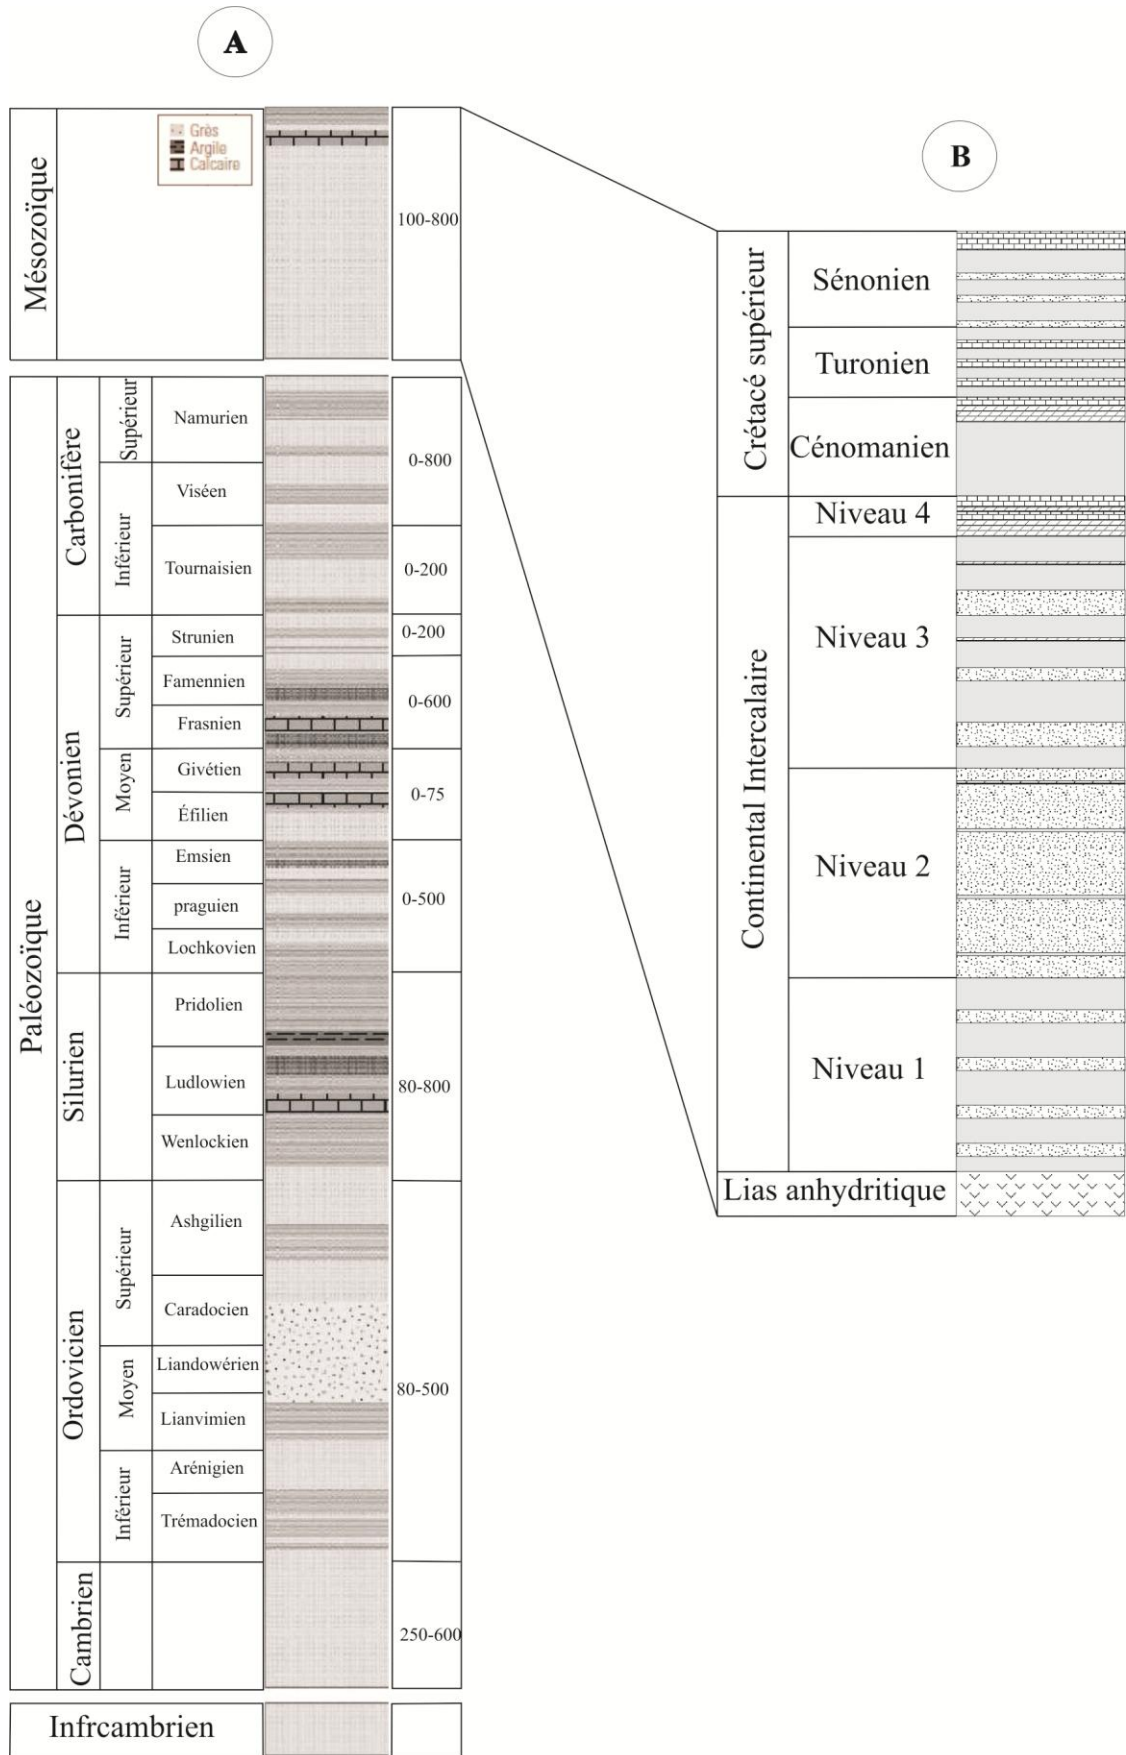 A
Mésozoïque
Grès
Argile
Calcaire
100-800
Paléozoïque
Carbonifère
Supérieur
Namurien
0-800
Inférieur
Viséen
Tournaisien
0-200
Dévonien
Supérieur
Strunien
0-200
Famennien
0-600
Frasnien
Moyen
Givétien
0-75
Éfilien
Inférieur
Emsien
0-500
praguien
Lochkovien
Silurien
Pridolien
80-800
Ludlowien
Wenlockien
Ordovicien
Supérieur
Ashgilien
80-500
Caradocien
Moyen
Liandowérien
Lianvimien
Inférieur
Arénigien
Trémadocien
Cambrien
250-600
Infrcambrien
B
Crétacé supérieur
Sénonien
Turonien
Cénomanien
Continental Intercalaire
Niveau 4
Niveau 3
Niveau 2
Niveau 1
Lias anhydritique